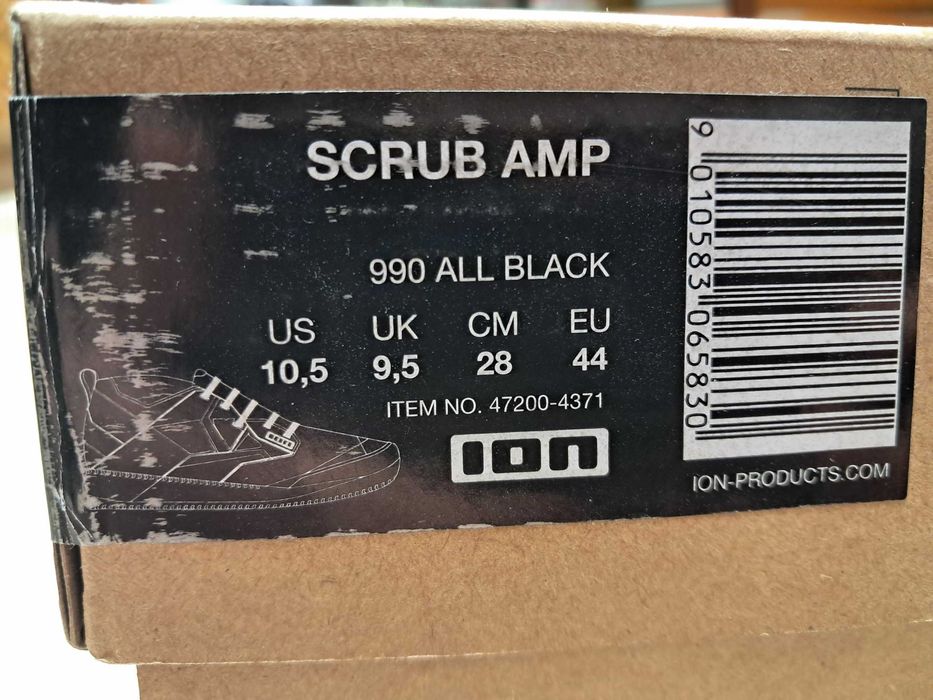 SCRUB AMP
990 ALL BLACK
US UK CM EU
10,5 9,5 28 44
ITEM NO. 47200-4371
ion
9 010583 065830
ION-PRODUCTS.COM